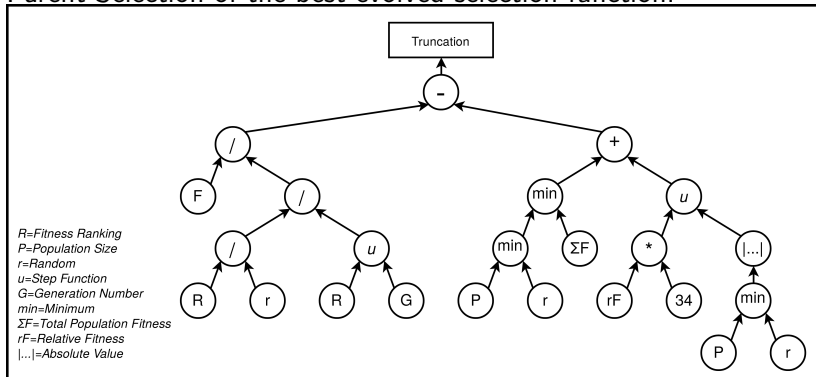 Parent Selection of the best evolved selection function.
Truncation
-
/ +
F / min u
/ u min ΣF * |...|
R r R G P r rF 34 min
P r
R=Fitness Ranking
P=Population Size
r=Random
u=Step Function
G=Generation Number
min=Minimum
ΣF=Total Population Fitness
rF=Relative Fitness
|...|=Absolute Value